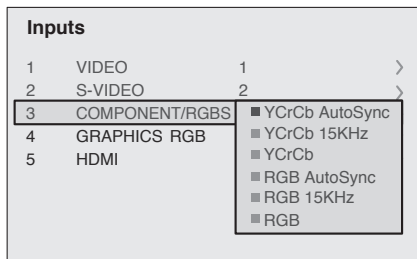 Inputs
1 VIDEO 1 >
2 S-VIDEO 2 >
3 COMPONENT/RGBS
4 GRAPHICS RGB
5 HDMI
YCrCb AutoSync
YCrCb 15KHz
YCrCb
RGB AutoSync
RGB 15KHz
RGB